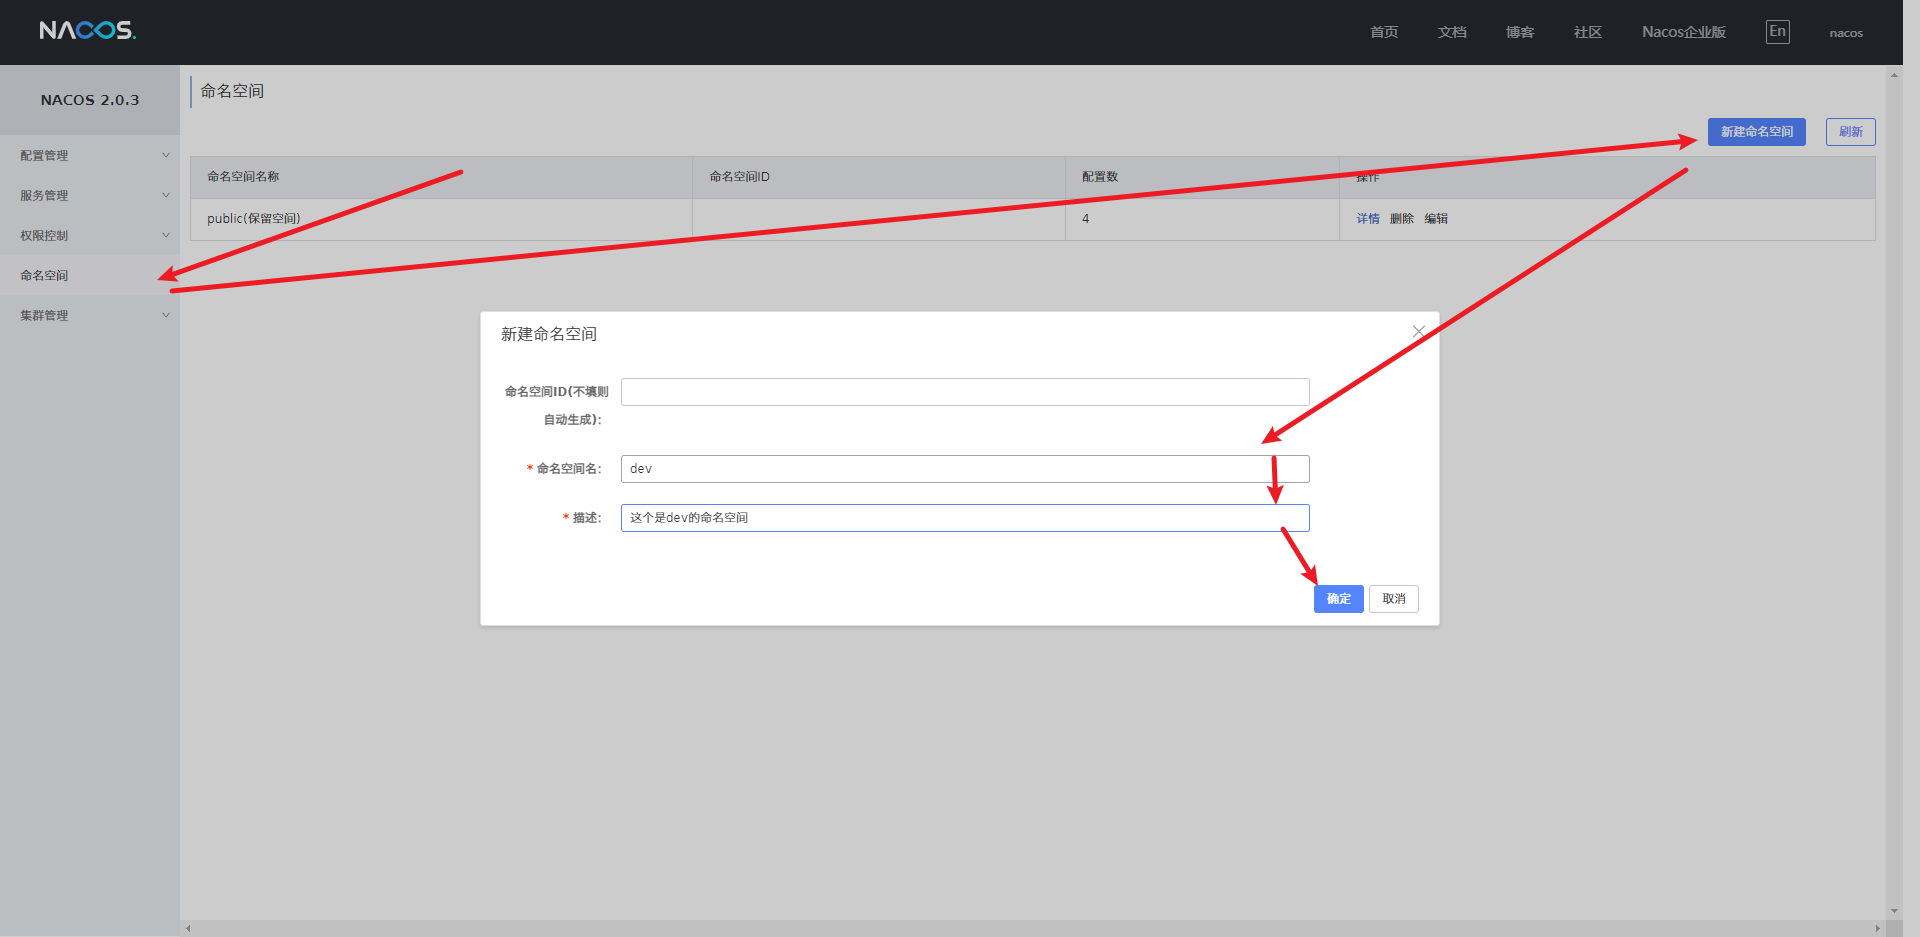 NACOS.
首页 文档 博客 社区 Nacos企业版 En nacos
NACOS 2.0.3
配置管理
服务管理
权限控制
命名空间
集群管理
命名空间
新建命名空间 刷新
命名空间名称 命名空间ID 配置数 操作
public(保留空间) 4 详情 删除 编辑
新建命名空间
命名空间ID(不填则
自动生成):
* 命名空间名: dev
* 描述: 这个是dev的命名空间
确定 取消